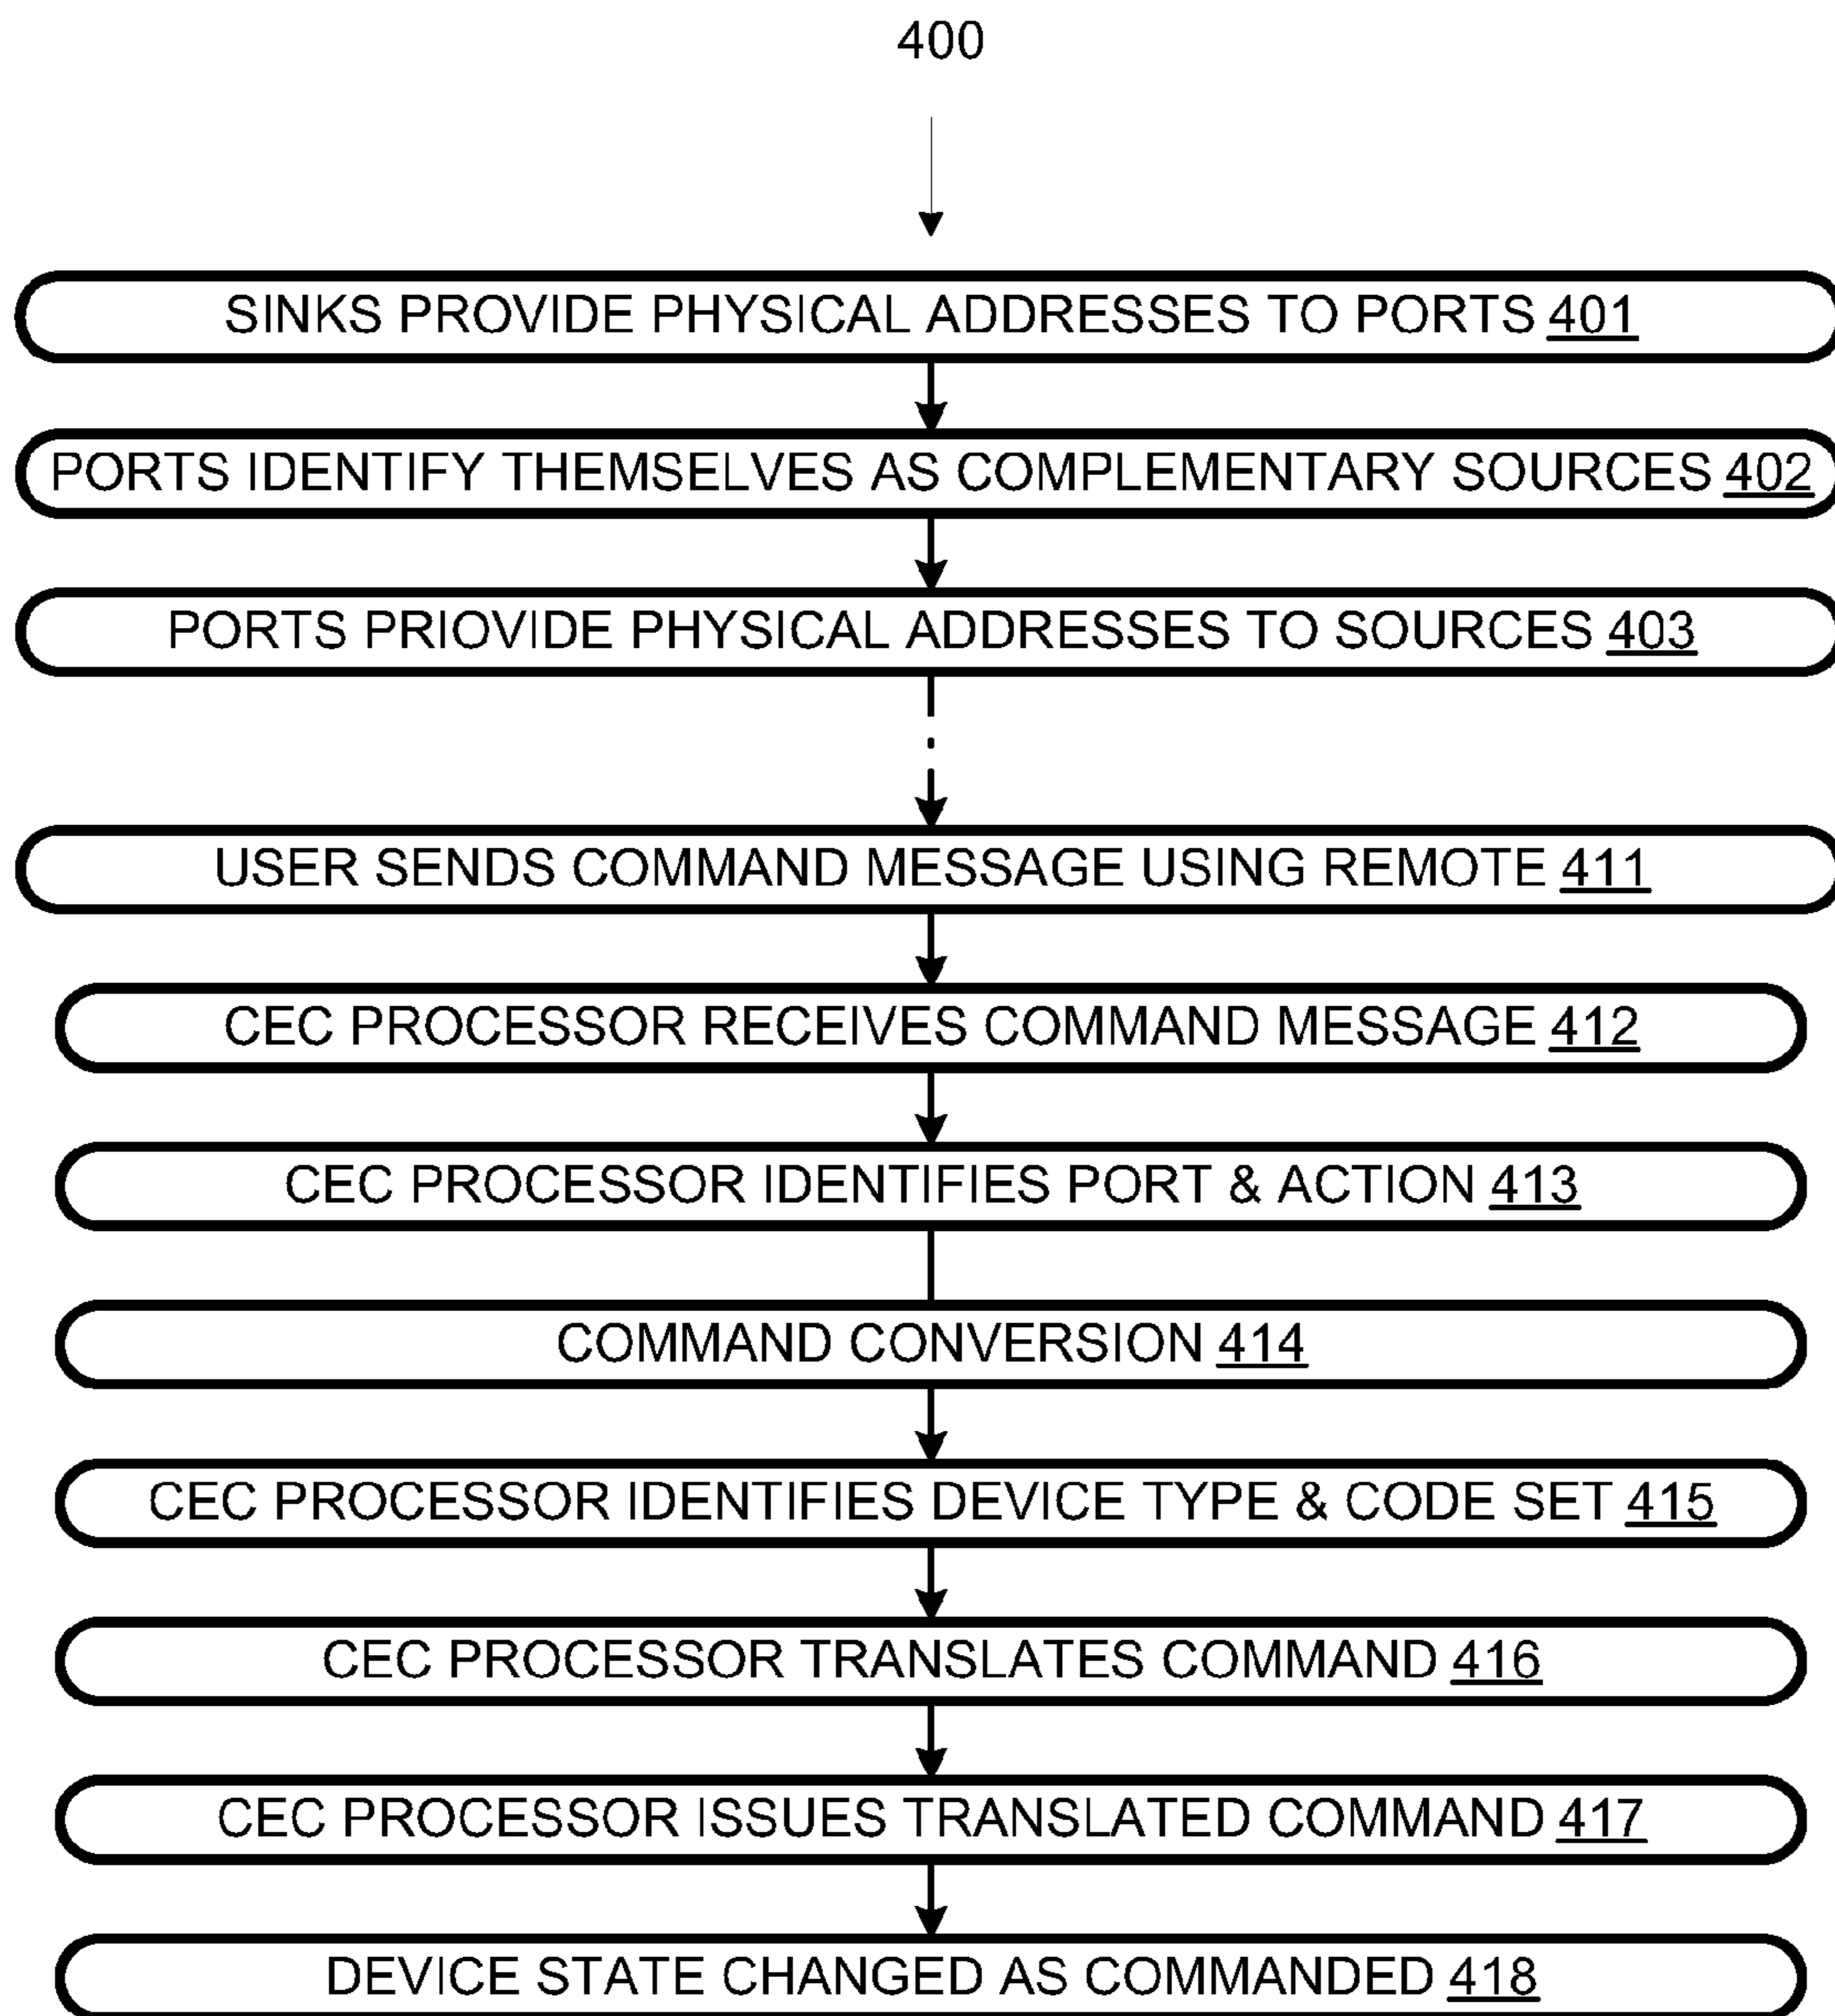 400
SINKS PROVIDE PHYSICAL ADDRESSES TO PORTS 401
PORTS IDENTIFY THEMSELVES AS COMPLEMENTARY SOURCES 402
PORTS PRIOVIDE PHYSICAL ADDRESSES TO SOURCES 403
USER SENDS COMMAND MESSAGE USING REMOTE 411
CEC PROCESSOR RECEIVES COMMAND MESSAGE 412
CEC PROCESSOR IDENTIFIES PORT & ACTION 413
COMMAND CONVERSION 414
CEC PROCESSOR IDENTIFIES DEVICE TYPE & CODE SET 415
CEC PROCESSOR TRANSLATES COMMAND 416
CEC PROCESSOR ISSUES TRANSLATED COMMAND 417
DEVICE STATE CHANGED AS COMMANDED 418